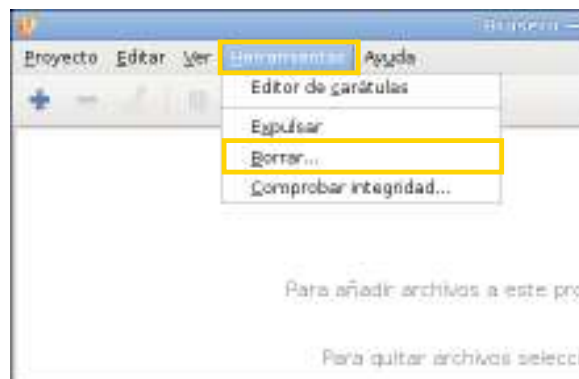 Brasero —
Proyecto Editar Ver Herramientas Ayuda
Editor de carátulas
Expulsar
Borrar...
Comprobar integridad...
Para añadir archivos a este pro
Para quitar archivos selecci